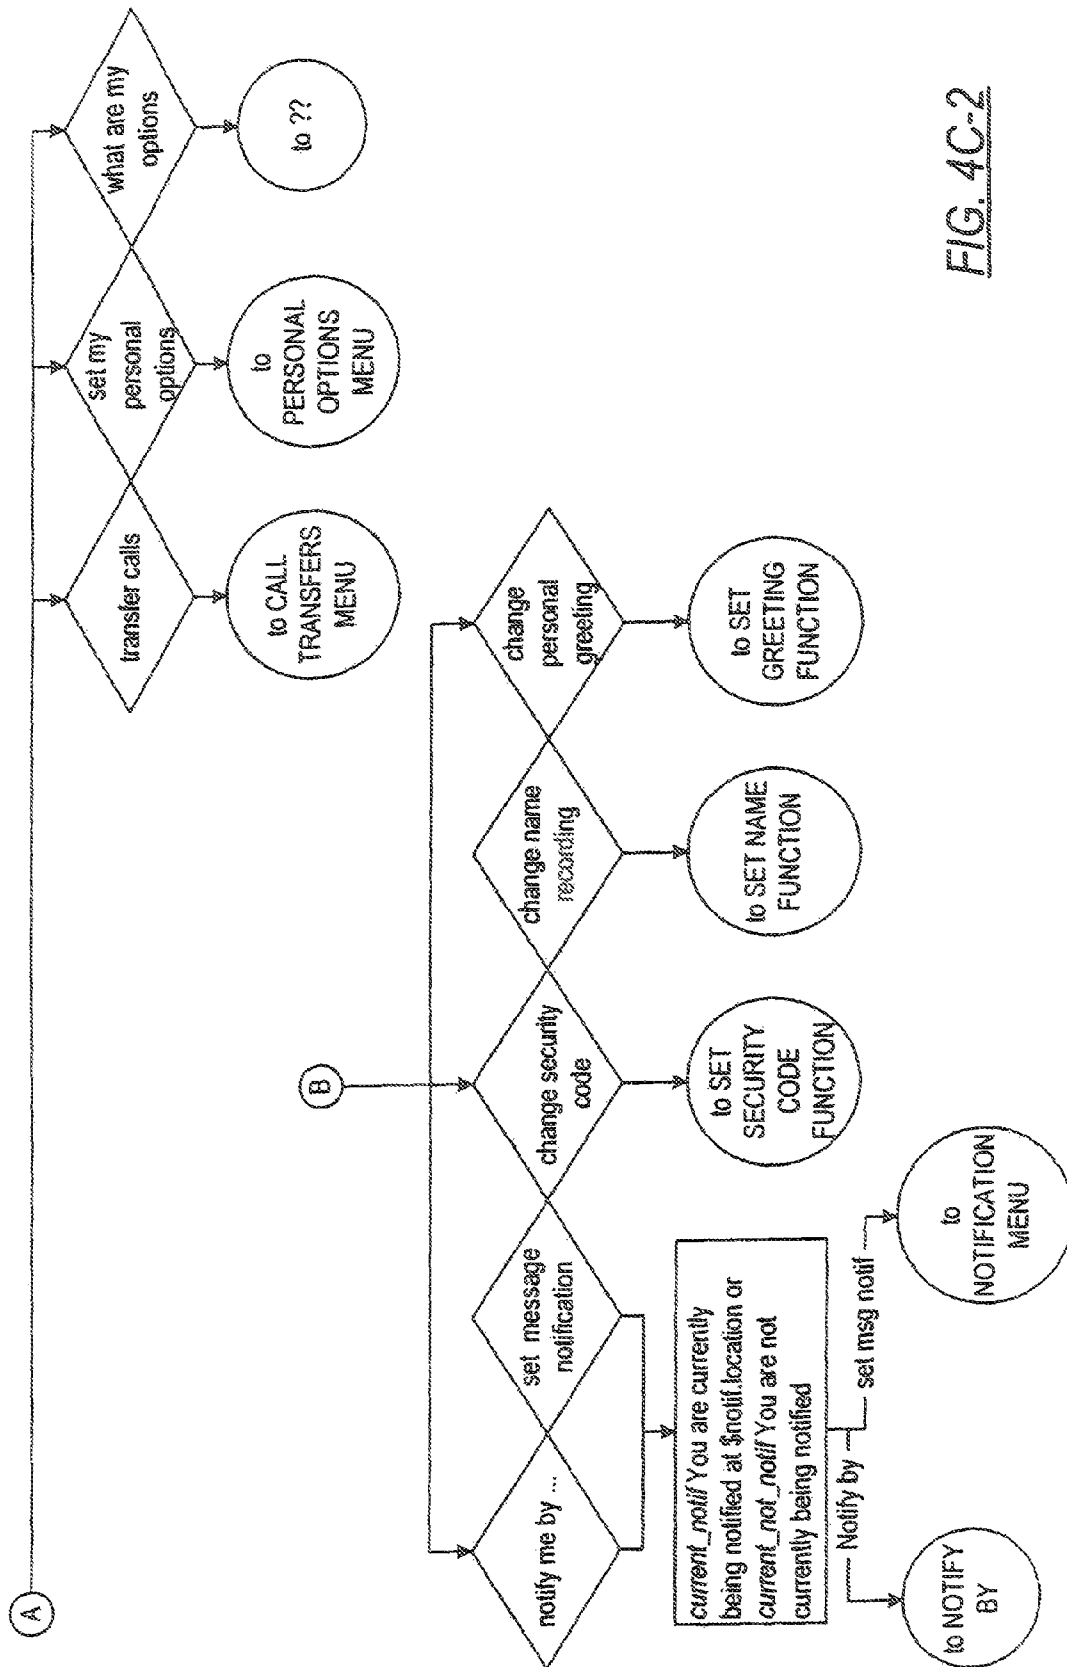 A
transfer calls
set my
personal
options
what are my
options
to CALL
TRANSFERS
MENU
to
PERSONAL
OPTIONS
MENU
to ??
B
notify me by ...
set message
notification
change security
code
change name
recording
change
personal
greeting
current_notif You are currently
being notified at $notif.location or
current_not_notif You are not
currently being notified
to SET
SECURITY
CODE
FUNCTION
to SET NAME
FUNCTION
to SET
GREETING
FUNCTION
Notify by
set msg notif
to NOTIFY
BY
to
NOTIFICATION
MENU
FIG. 4C-2